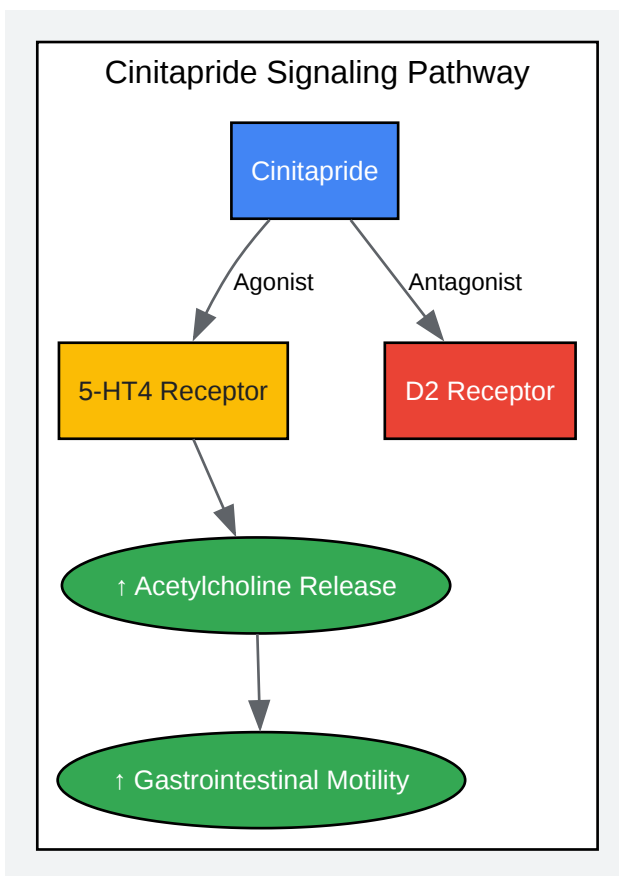 Cinitapride Signaling Pathway
Cinitapride
Agonist
Antagonist
5-HT4 Receptor
D2 Receptor
↑ Acetylcholine Release
↑ Gastrointestinal Motility